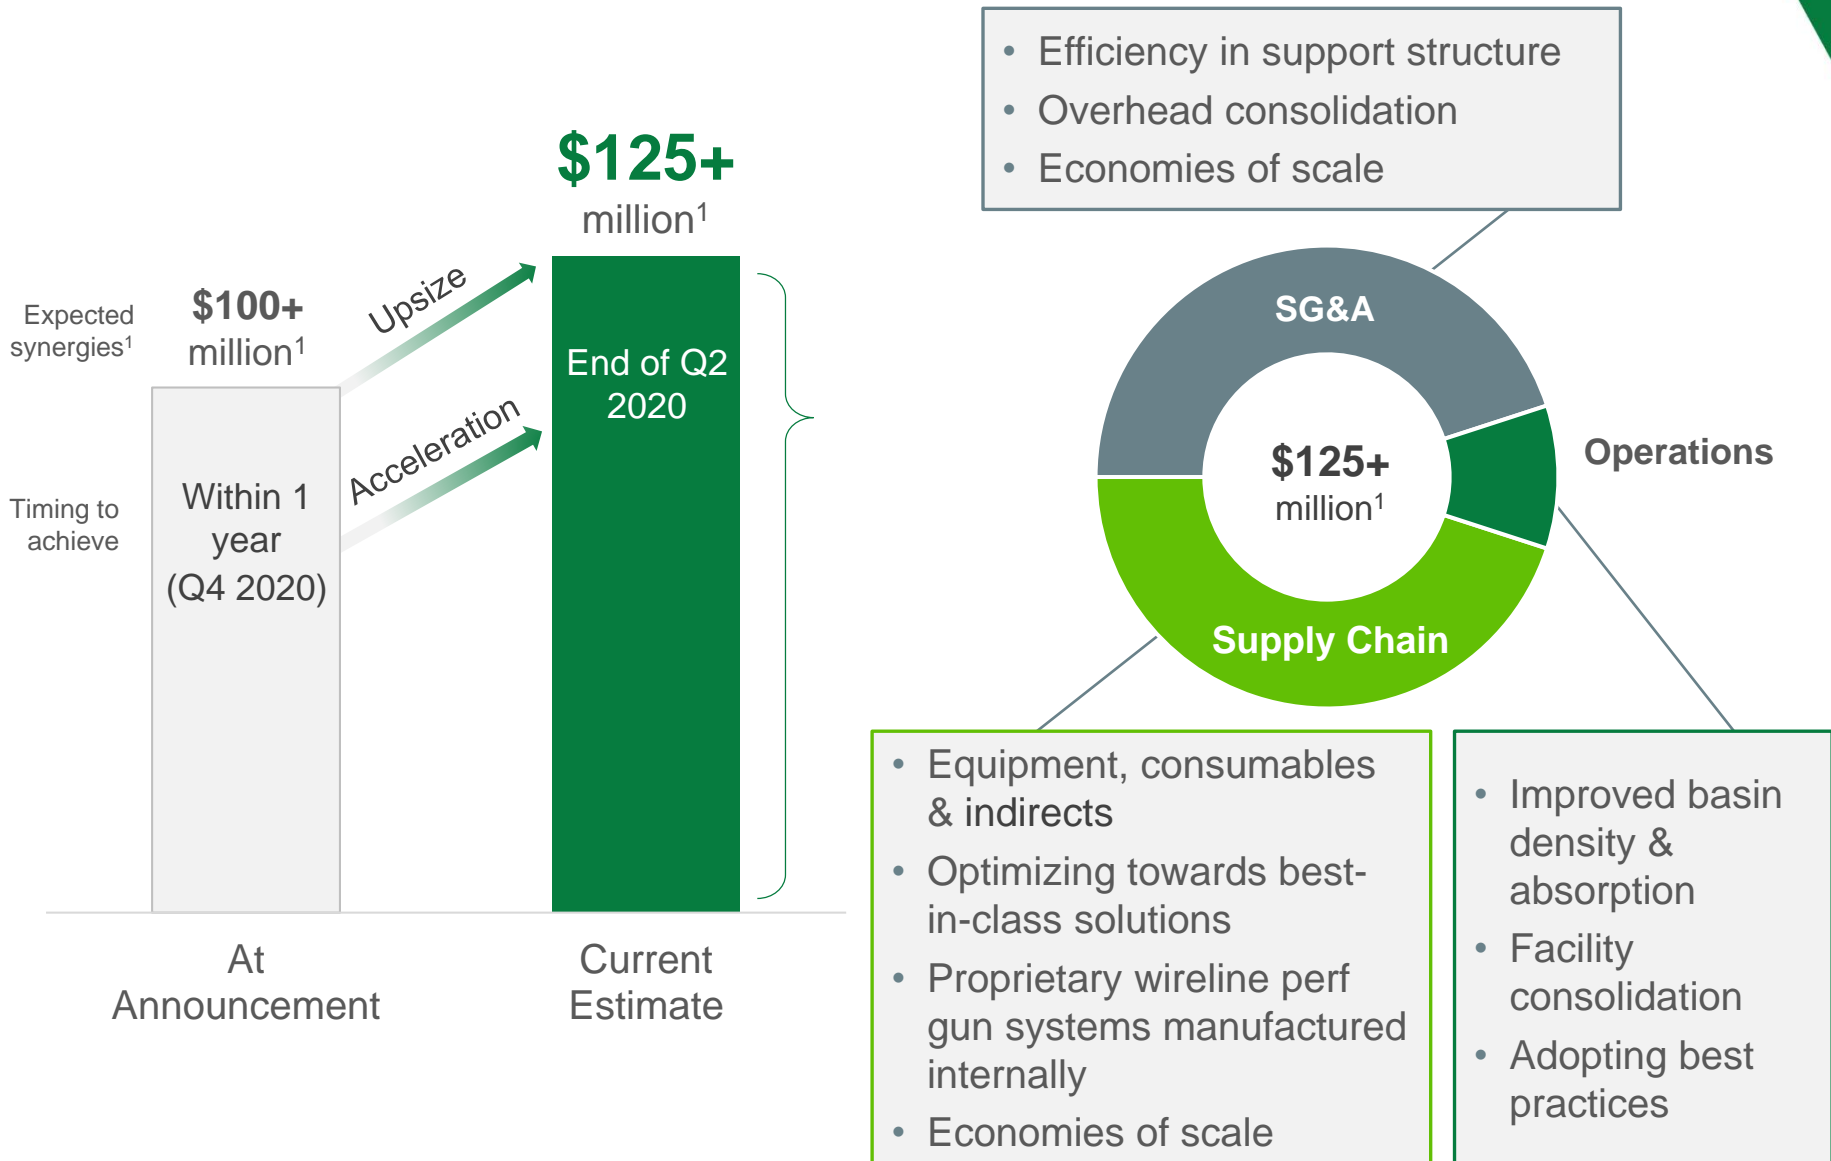 $125+
million¹
Expected
synergies¹
$100+
million¹
Upsize
End of Q2
2020
Acceleration
Timing to
achieve
Within 1
year
(Q4 2020)
At
Announcement
Current
Estimate
• Efficiency in support structure
• Overhead consolidation
• Economies of scale
SG&A
$125+
million¹
Operations
Supply Chain
• Equipment, consumables
& indirects
• Optimizing towards best-
in-class solutions
• Proprietary wireline perf
gun systems manufactured
internally
• Economies of scale
• Improved basin
density &
absorption
• Facility
consolidation
• Adopting best
practices